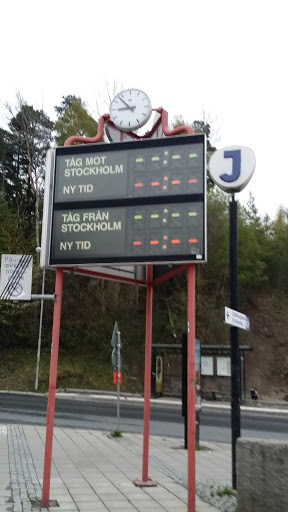 J
TÅG MOT
STOCKHOLM
NY TID
TÅG FRÅN
STOCKHOLM
NY TID